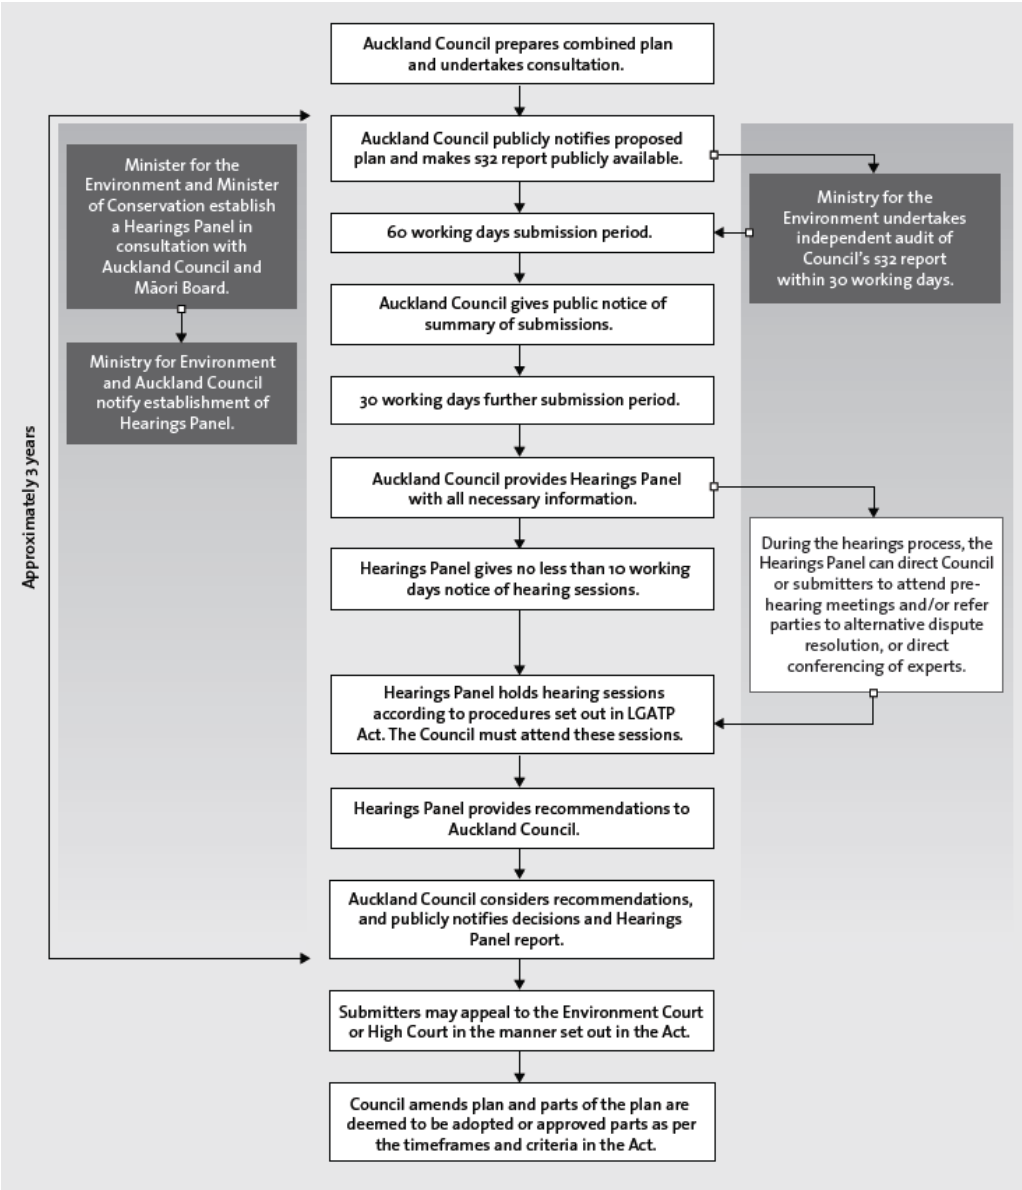 Auckland Council prepares combined plan
and undertakes consultation.
Auckland Council publicly notifies proposed
plan and makes s32 report publicly available.
Minister for the
Environment and Minister
of Conservation establish
a Hearings Panel in
consultation with
Auckland Council and
Māori Board.
Ministry for the
Environment undertakes
independent audit of
Council's s32 report
within 30 working days.
60 working days submission period.
Auckland Council gives public notice of
summary of submissions.
Ministry for Environment
and Auckland Council
notify establishment of
Hearings Panel.
30 working days further submission period.
Approximately 3 years
Auckland Council provides Hearings Panel
with all necessary information.
During the hearings process, the
Hearings Panel can direct Council
or submitters to attend pre-
hearing meetings and/or refer
parties to alternative dispute
resolution, or direct
conferencing of experts.
Hearings Panel gives no less than 10 working
days notice of hearing sessions.
Hearings Panel holds hearing sessions
according to procedures set out in LGATP
Act. The Council must attend these sessions.
Hearings Panel provides recommendations to
Auckland Council.
Auckland Council considers recommendations,
and publicly notifies decisions and Hearings
Panel report.
Submitters may appeal to the Environment Court
or High Court in the manner set out in the Act.
Council amends plan and parts of the plan are
deemed to be adopted or approved parts as per
the timeframes and criteria in the Act.